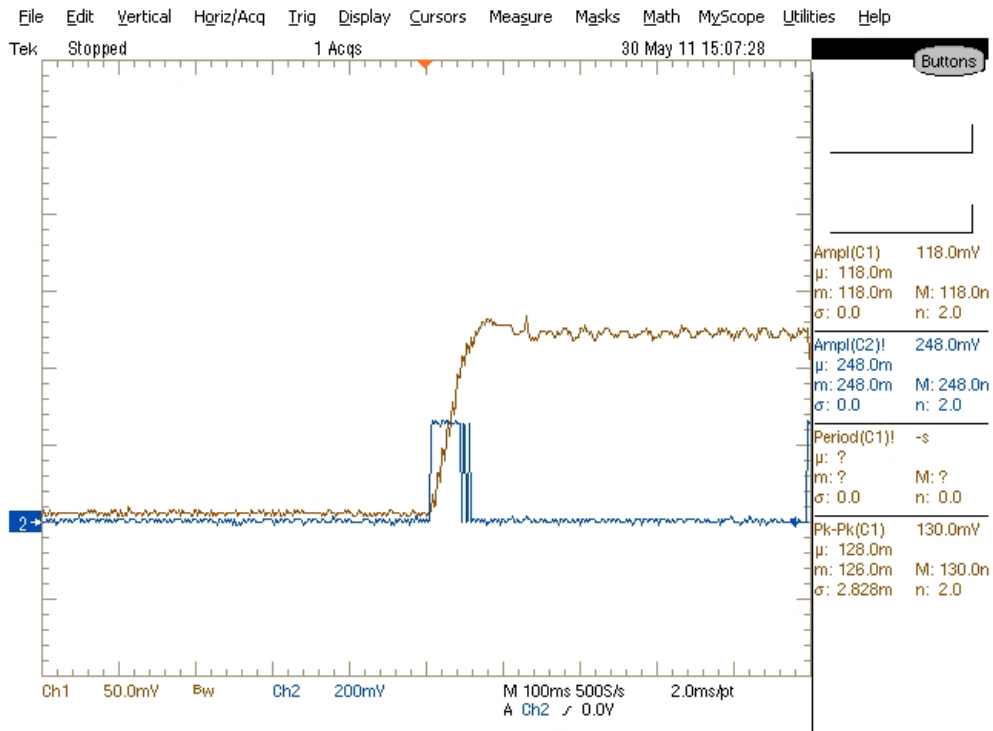 File Edit Vertical Horiz/Acq Trig Display Cursors Measure Masks Math MyScope Utilities Help
Tek Stopped 1 Acqs 30 May 11 15:07:28
Buttons
Ampl(C1) 118.0mV
µ: 118.0m
m: 118.0m M: 118.0n
σ: 0.0 n: 2.0
Ampl(C2)! 248.0mV
µ: 248.0m
m: 248.0m M: 248.0n
σ: 0.0 n: 2.0
Period(C1)! -s
µ: ?
m: ? M: ?
σ: 0.0 n: 0.0
2
Pk-Pk(C1) 130.0mV
µ: 128.0m
m: 126.0m M: 130.0n
σ: 2.828m n: 2.0
Ch1 50.0mV BW Ch2 200mV M 100ms 500S/s 2.0ms/pt
A Ch2 ∕ 0.0V